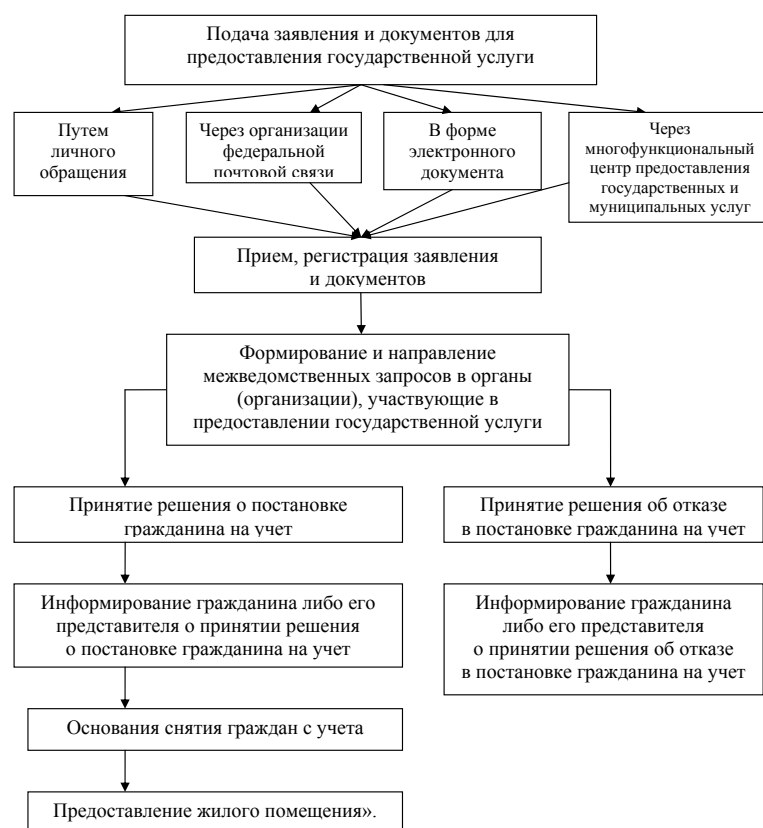 Подача заявления и документов для
предоставления государственной услуги
Путем
личного
обращения
Через организации
федеральной
почтовой связи
В форме
электронного
документа
Через
многофункциональный
центр предоставления
государственных и
муниципальных услуг
Прием, регистрация заявления
и документов
Формирование и направление
межведомственных запросов в органы
(организации), участвующие в
предоставлении государственной услуги
Принятие решения о постановке
гражданина на учет
Принятие решения об отказе
в постановке гражданина на учет
Информирование гражданина либо его
представителя о принятии решения
о постановке гражданина на учет
Информирование гражданина
либо его представителя
о принятии решения об отказе
в постановке гражданина на учет
Основания снятия граждан с учета
Предоставление жилого помещения».